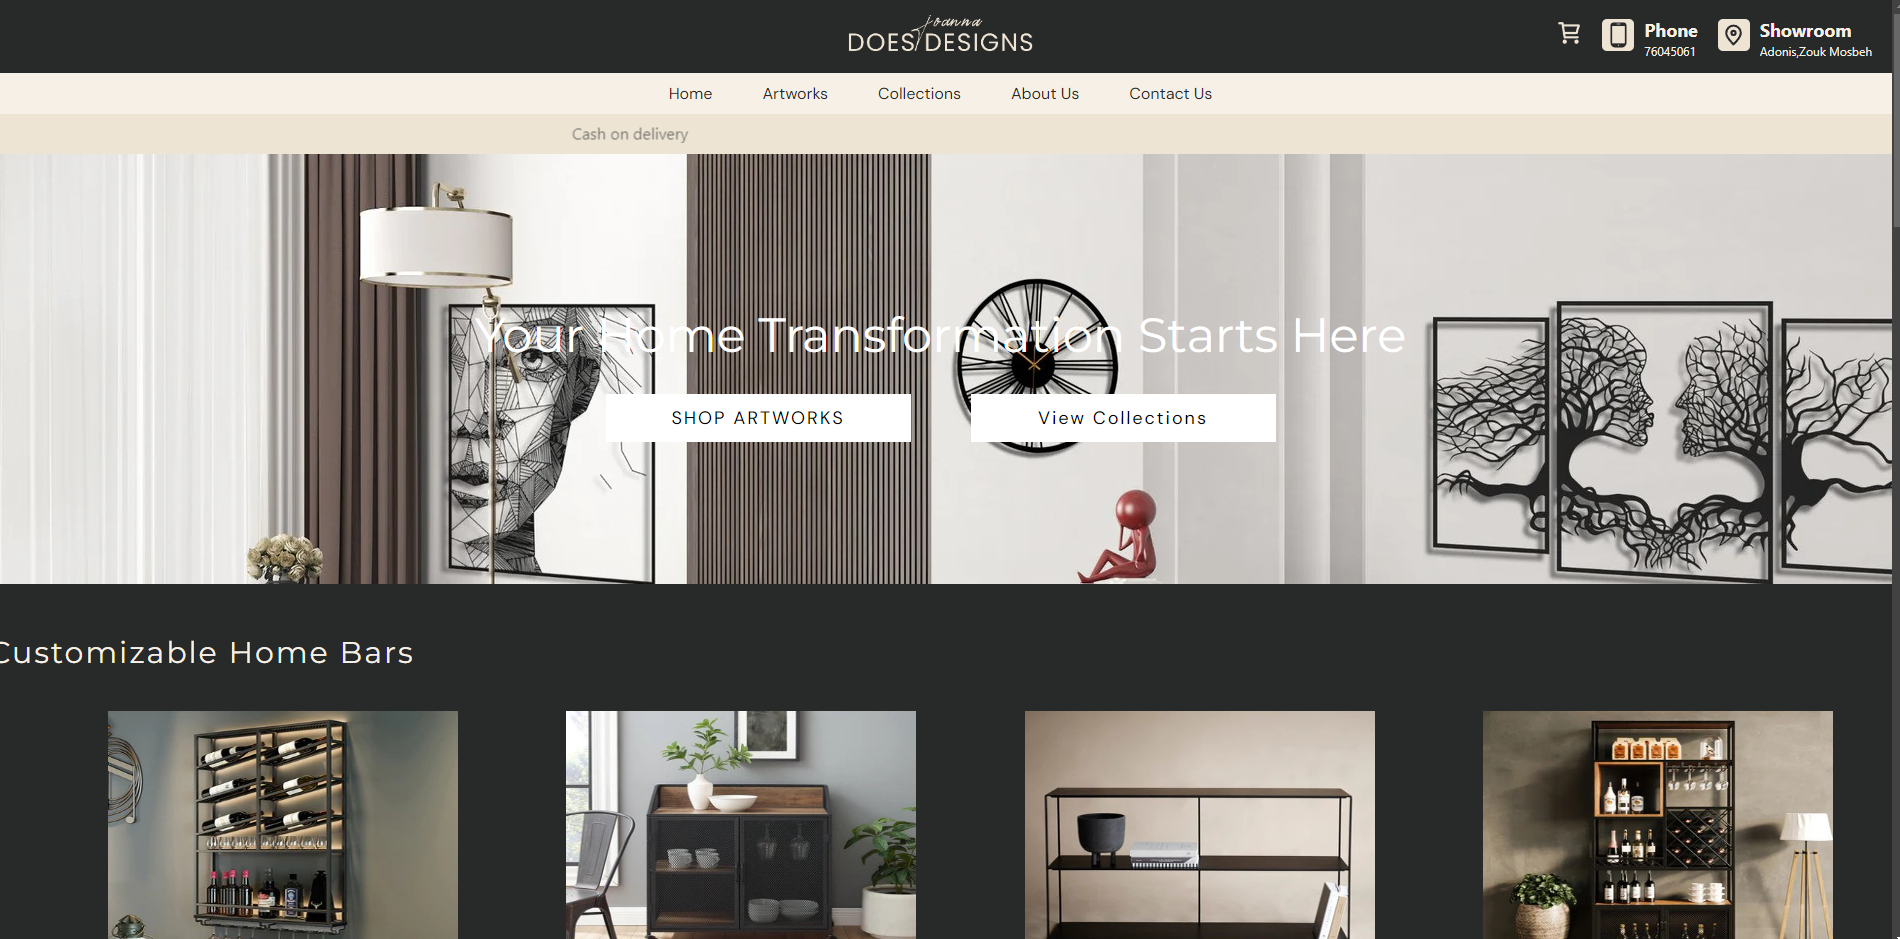 joanna
DOES DESIGNS
Phone
76045061
Showroom
Adonis,Zouk Mosbeh
Home
Artworks
Collections
About Us
Contact Us
Cash on delivery
Your Home Transformation Starts Here
SHOP ARTWORKS
View Collections
Customizable Home Bars